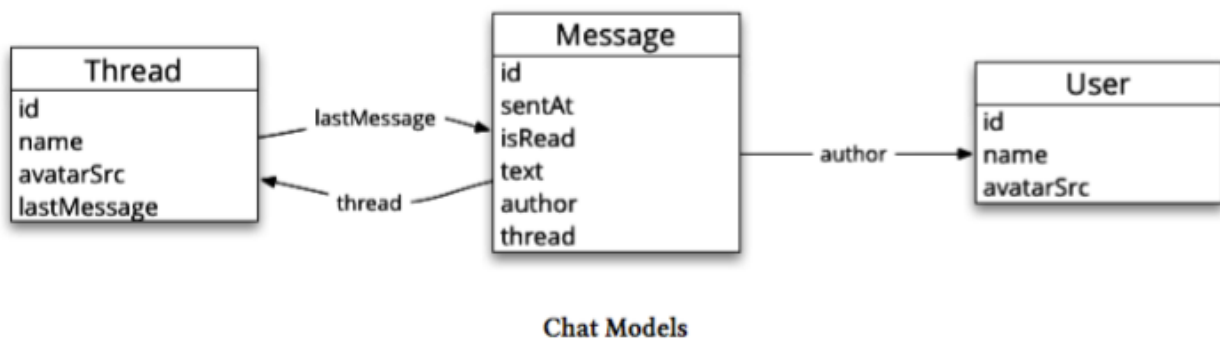 Thread
id
name
avatarSrc
lastMessage
lastMessage
thread
Message
id
sentAt
isRead
text
author
thread
author
User
id
name
avatarSrc
Chat Models